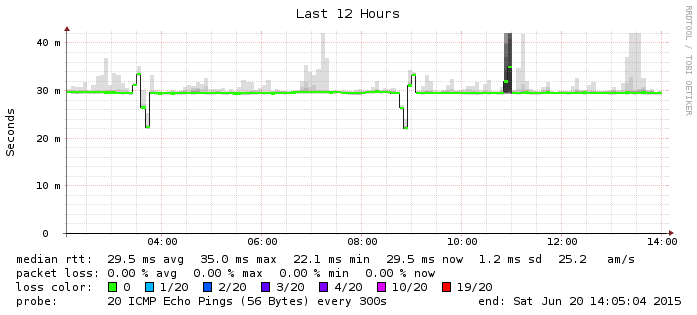 Last 12 Hours
RRDTOOL / TOBI OETIKER
Seconds
40 m
30 m
20 m
10 m
0
04:00 06:00 08:00 10:00 12:00 14:00
median rtt: 29.5 ms avg 35.0 ms max 22.1 ms min 29.5 ms now 1.2 ms sd 25.2 am/s
packet loss: 0.00 % avg 0.00 % max 0.00 % min 0.00 % now
loss color: 0 1/20 2/20 3/20 4/20 10/20 19/20
probe: 20 ICMP Echo Pings (56 Bytes) every 300s end: Sat Jun 20 14:05:04 2015